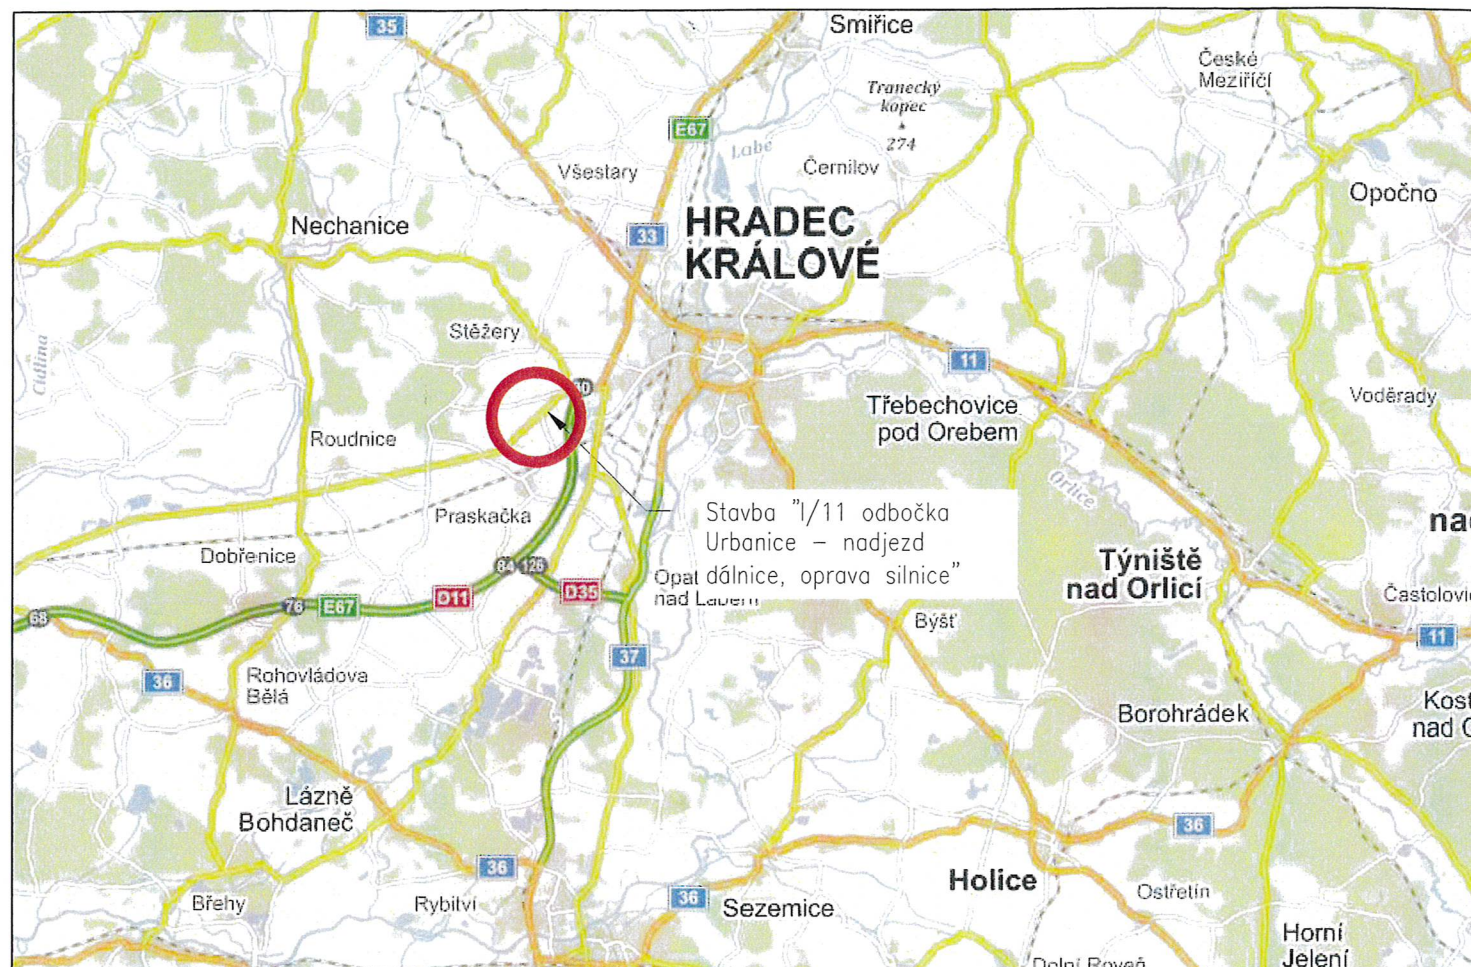 35
Smiřice
České
Meziříčí
Tranecký
kopec
274
E67
Labe
Všestary
Černilov
Opočno
Nechanice
33
HRADEC
KRÁLOVÉ
Stěžery
Cidlina
11
Voděrady
Třebechovice
pod Orebem
Roudnice
Orlice
Praskačka
Stavba "I/11 odbočka
Urbanice – nadjezd
dálnice, oprava silnice"
Dobřenice
84
126
Týniště
nad Orlicí
Opat
nad Labem
D11
D35
E67
76
68
Častolovic
Býšť
11
37
36
Rohovládova
Bělá
Borohrádek
Kost
nad O
Lázně
Bohdaneč
36
36
36
Holice
Ostřetín
Břehy
Rybitví
Sezemice
Horní
Jelení
Dolní Roveň